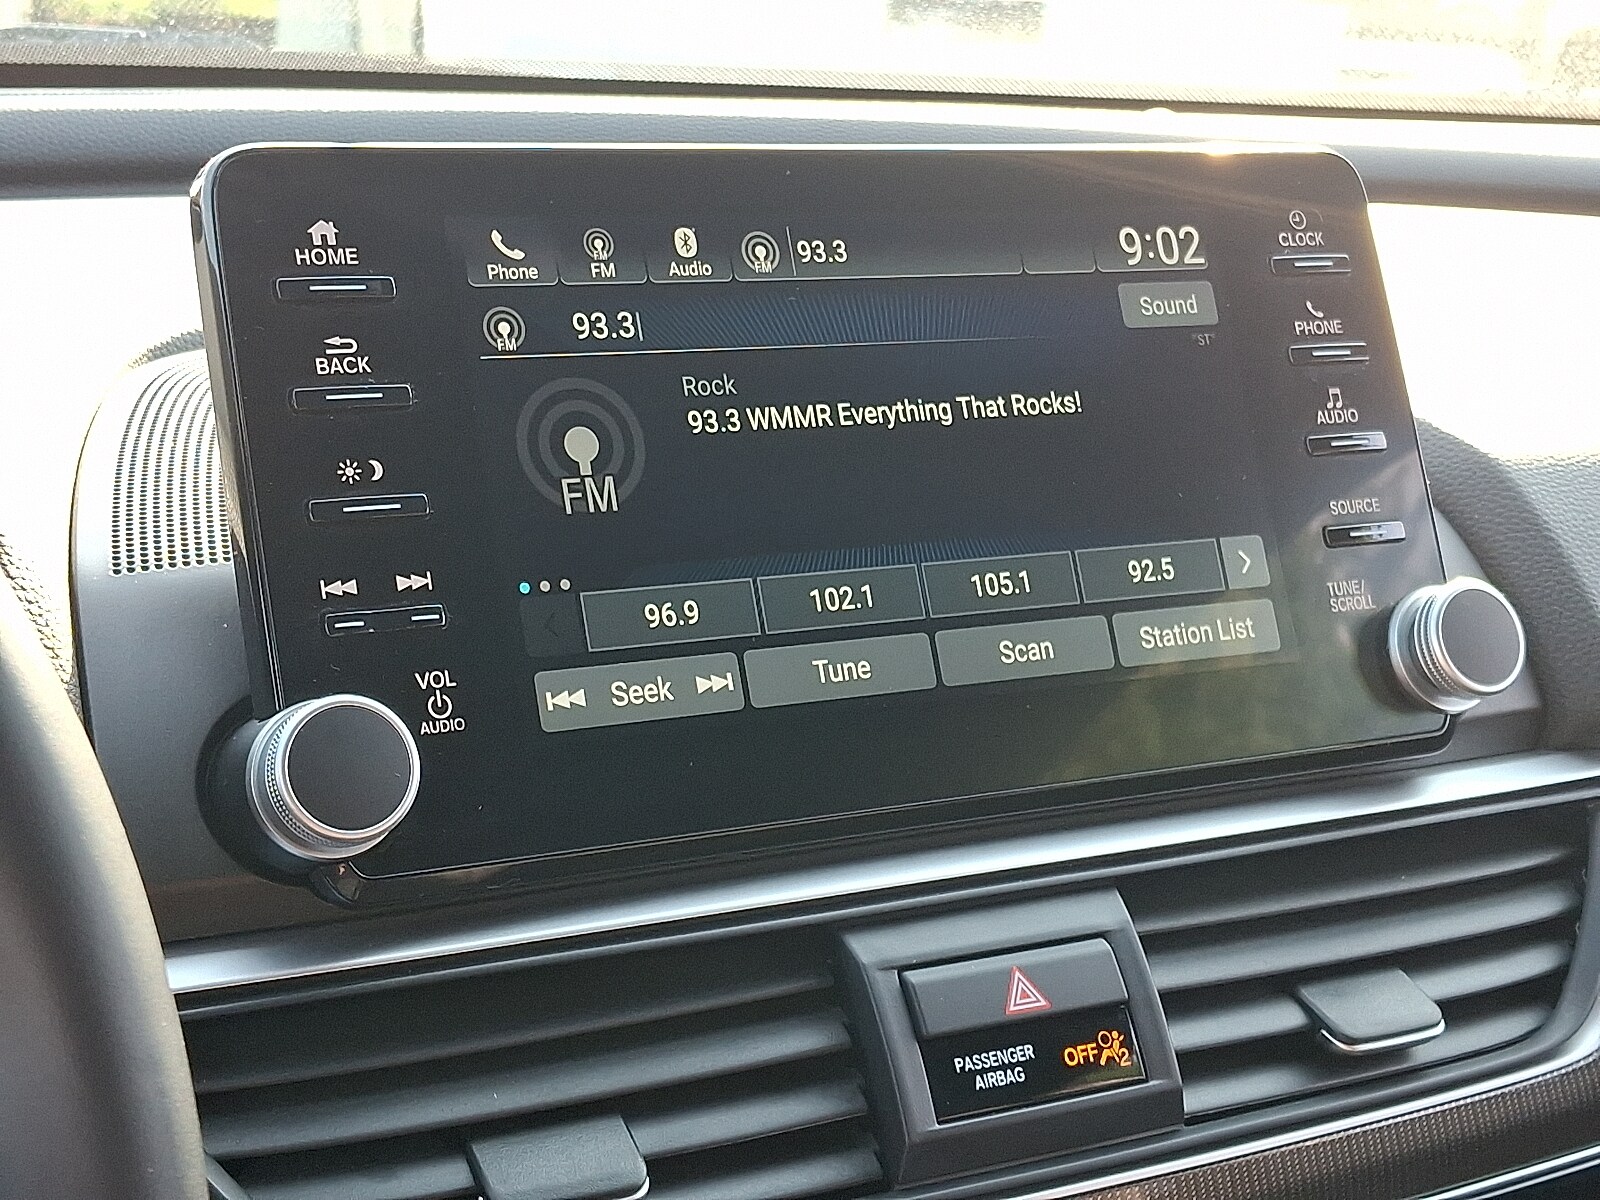 HOME
BACK
VOL
AUDIO
Phone
FM
FM
Audio
FM
93.3
9:02
FM
93.3
Sound
ST
FM
Rock
93.3 WMMR Everything That Rocks!
96.9
102.1
105.1
92.5
Seek
Tune
Scan
Station List
CLOCK
PHONE
AUDIO
SOURCE
TUNE/
SCROLL
PASSENGER
AIRBAG
OFF
2